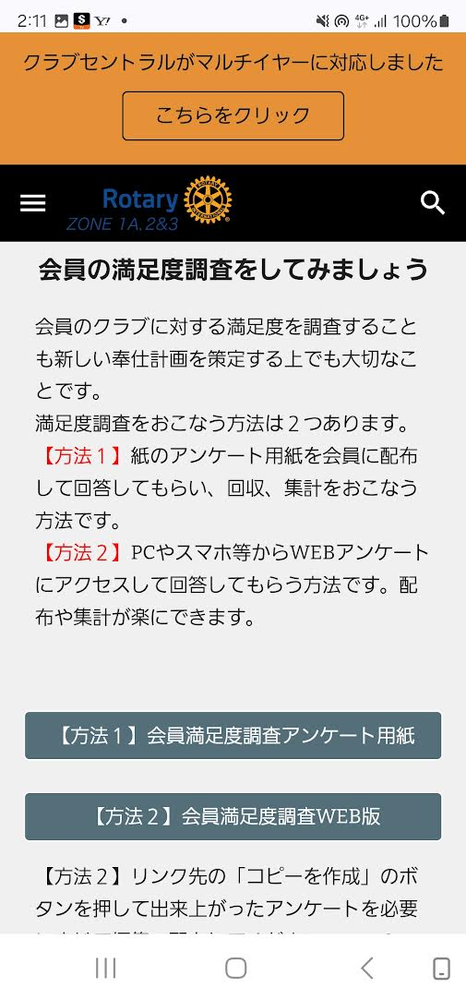 2:11 Y! 4G+ 100%
クラブセントラルがマルチイヤーに対応しました
こちらをクリック
Rotary
ZONE 1A, 2&3
会員の満足度調査をしてみましょう
会員のクラブに対する満足度を調査すること
も新しい奉仕計画を策定する上でも大切なこ
とです。
満足度調査をおこなう方法は２つあります。
【方法１】紙のアンケート用紙を会員に配布
して回答してもらい、回収、集計をおこなう
方法です。
【方法２】PCやスマホ等からWEBアンケート
にアクセスして回答してもらう方法です。配
布や集計が楽にできます。
【方法１】会員満足度調査アンケート用紙
【方法２】会員満足度調査WEB版
【方法２】リンク先の「コピーを作成」のボ
タンを押して出来上がったアンケートを必要